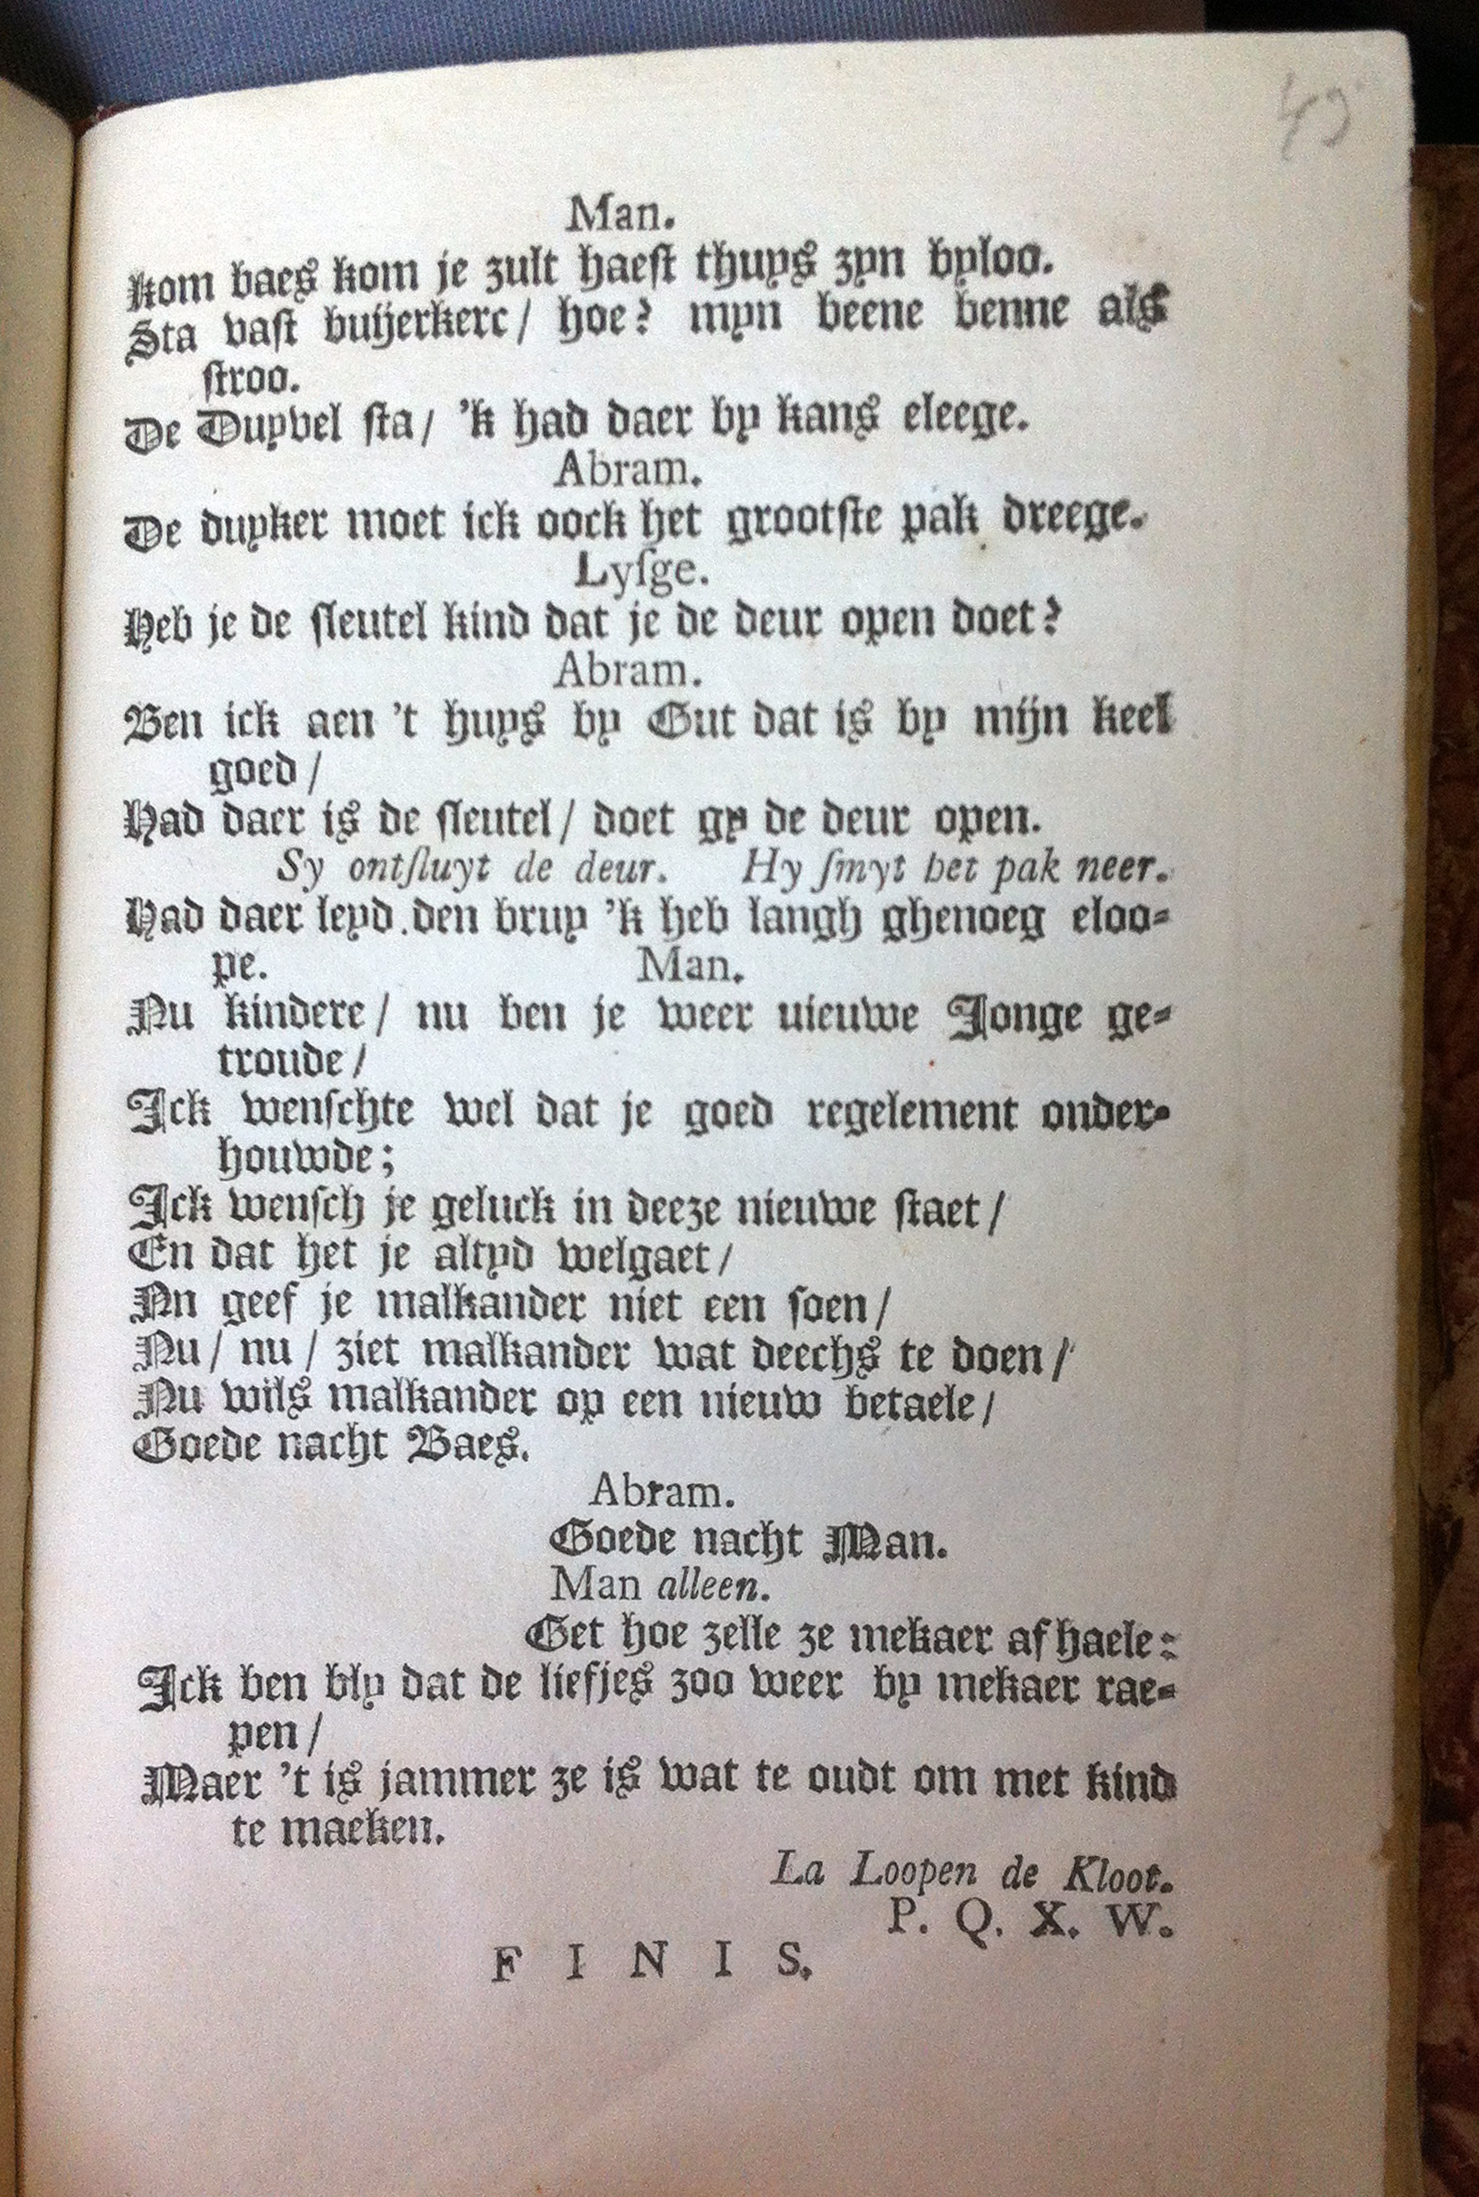 49
Man.
kom baes kom je zult haeſt thuys zyn byloo.
Sta vaſt buijerkerc / hoe? myn beene benne als
ſtroo.
De Duyvel ſta / 'k had daer by kans eleege.
Abram.
De duyker moet ick oock het grootſte pak dreege.
Lyſge.
Heb je de ſleutel kind dat je de deur open doet?
Abram.
Ben ick aen 't huys by Gut dat is by mijn keel
goed /
Had daer is de ſleutel / doet gy de deur open.
Sy ontſluyt de deur. Hy ſmyt het pak neer.
Had daer leyd den bruy 'k heb langh ghenoeg eloo-
pe. Man.
Nu kindere / nu ben je weer uieuwe Jonge ge-
troude /
Ick wenſchte wel dat je goed regelement onder-
houwde;
Ick wenſch je geluck in deeze nieuwe ſtaet /
En dat het je altyd welgaet /
Nn geef je malkander niet een ſoen /
Nu / nu / ziet malkander wat deechs te doen /
Nu wils malkander op een nieuw betaele /
Goede nacht Baes.
Abram.
Goede nacht Man.
Man alleen.
Get hoe zelle ze mekaer af haele:
Ick ben bly dat de liefjes zoo weer by mekaer rae-
pen /
Maer 't is jammer ze is wat te oudt om met kind
te maeken.
La Loopen de Kloot.
P. Q. X. W.
F I N I S.